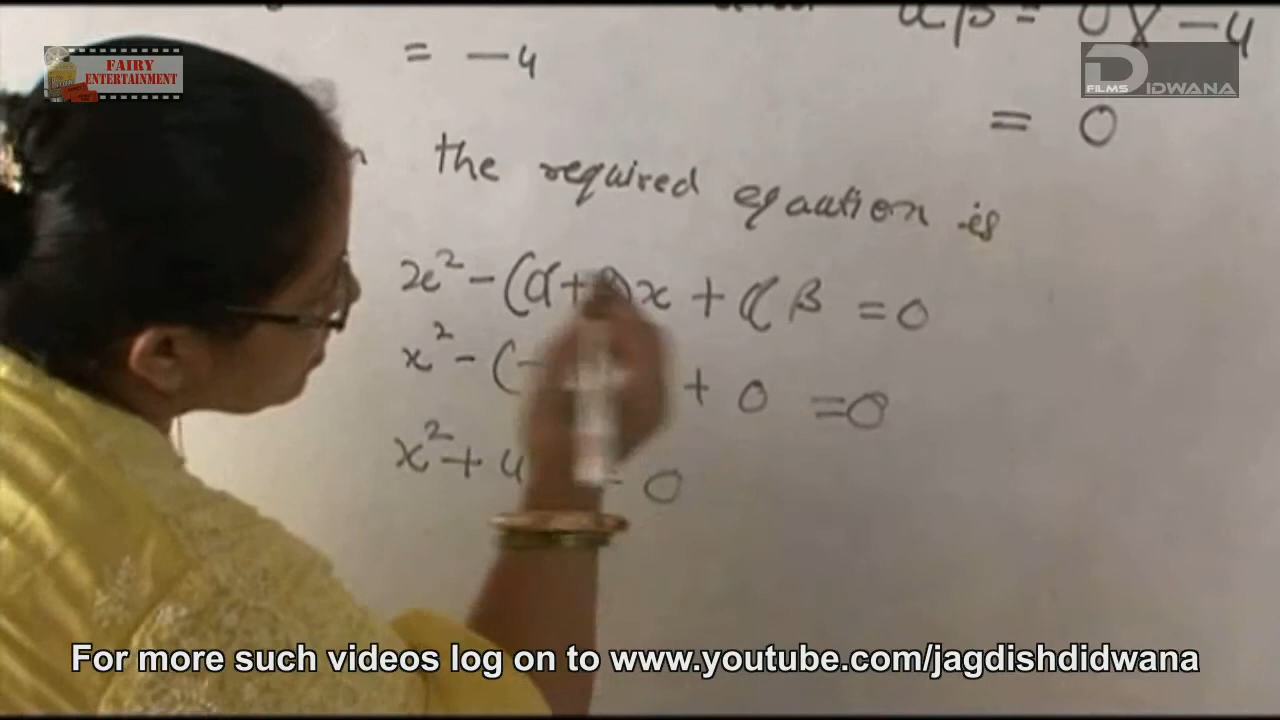 = -4
αβ = 0 x -4
= 0
the required eqaution is
x² - (α+β)x + αβ = 0
x² - (- + 0 = 0
x² + 4 = 0
FAIRY
ENTERTAINMENT
DIDWANA
FILMS
For more such videos log on to www.youtube.com/jagdishdidwana